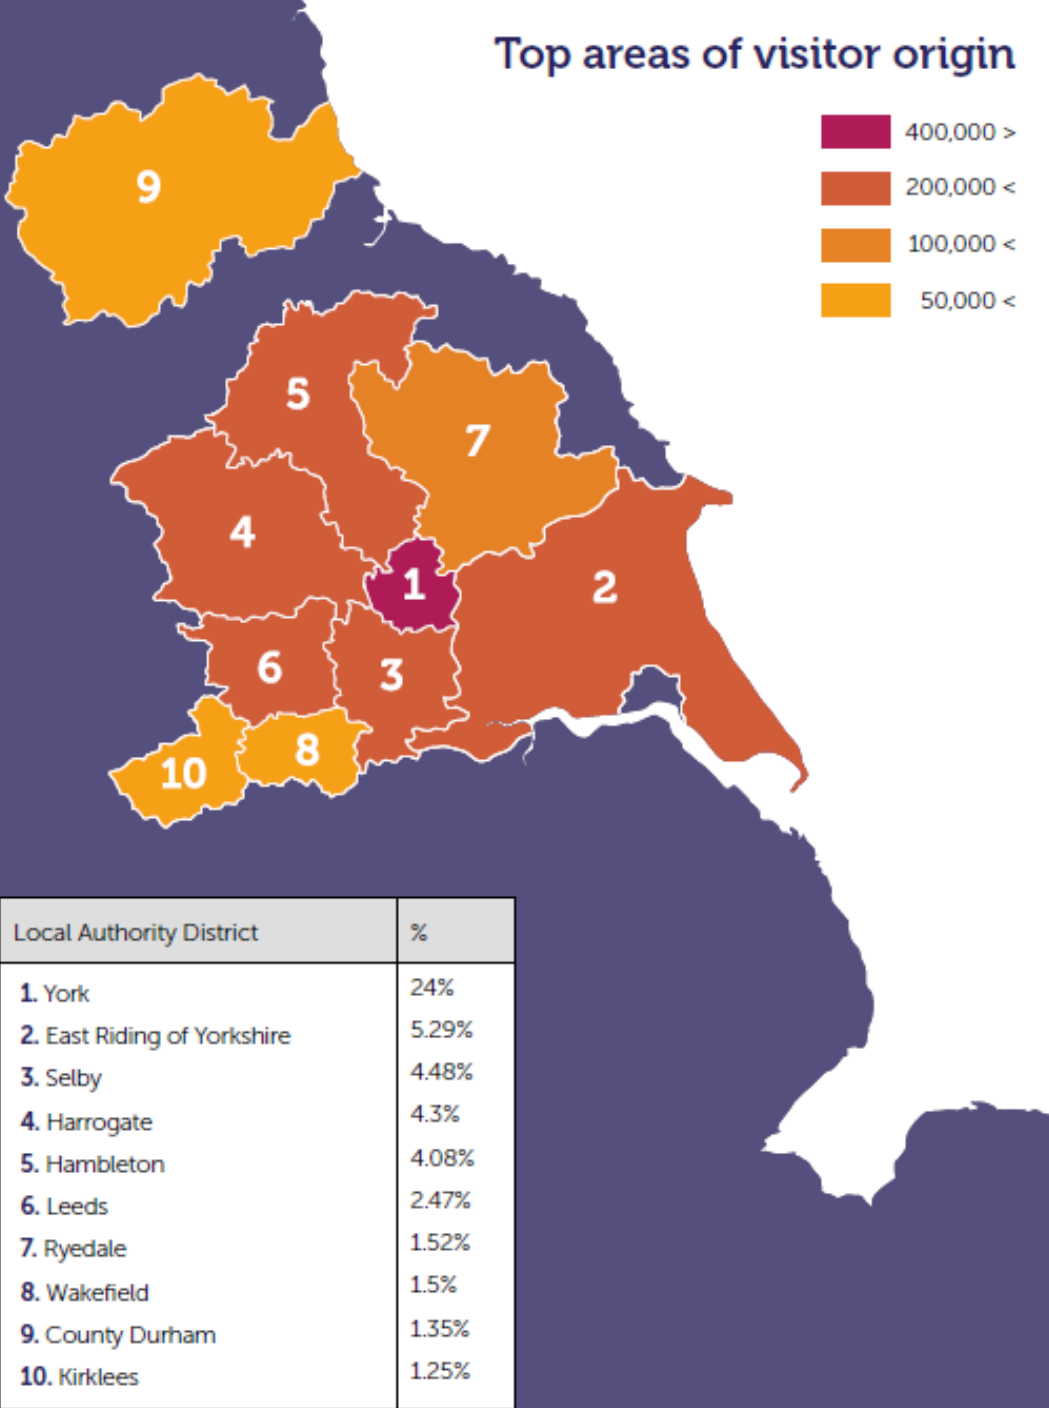 Top areas of visitor origin
400,000 >
200,000 <
100,000 <
50,000 <
9
5
7
4
1
2
6
3
8
10
Local Authority District %
1. York 24%
2. East Riding of Yorkshire 5.29%
3. Selby 4.48%
4. Harrogate 4.3%
5. Hambleton 4.08%
6. Leeds 2.47%
7. Ryedale 1.52%
8. Wakefield 1.5%
9. County Durham 1.35%
10. Kirklees 1.25%